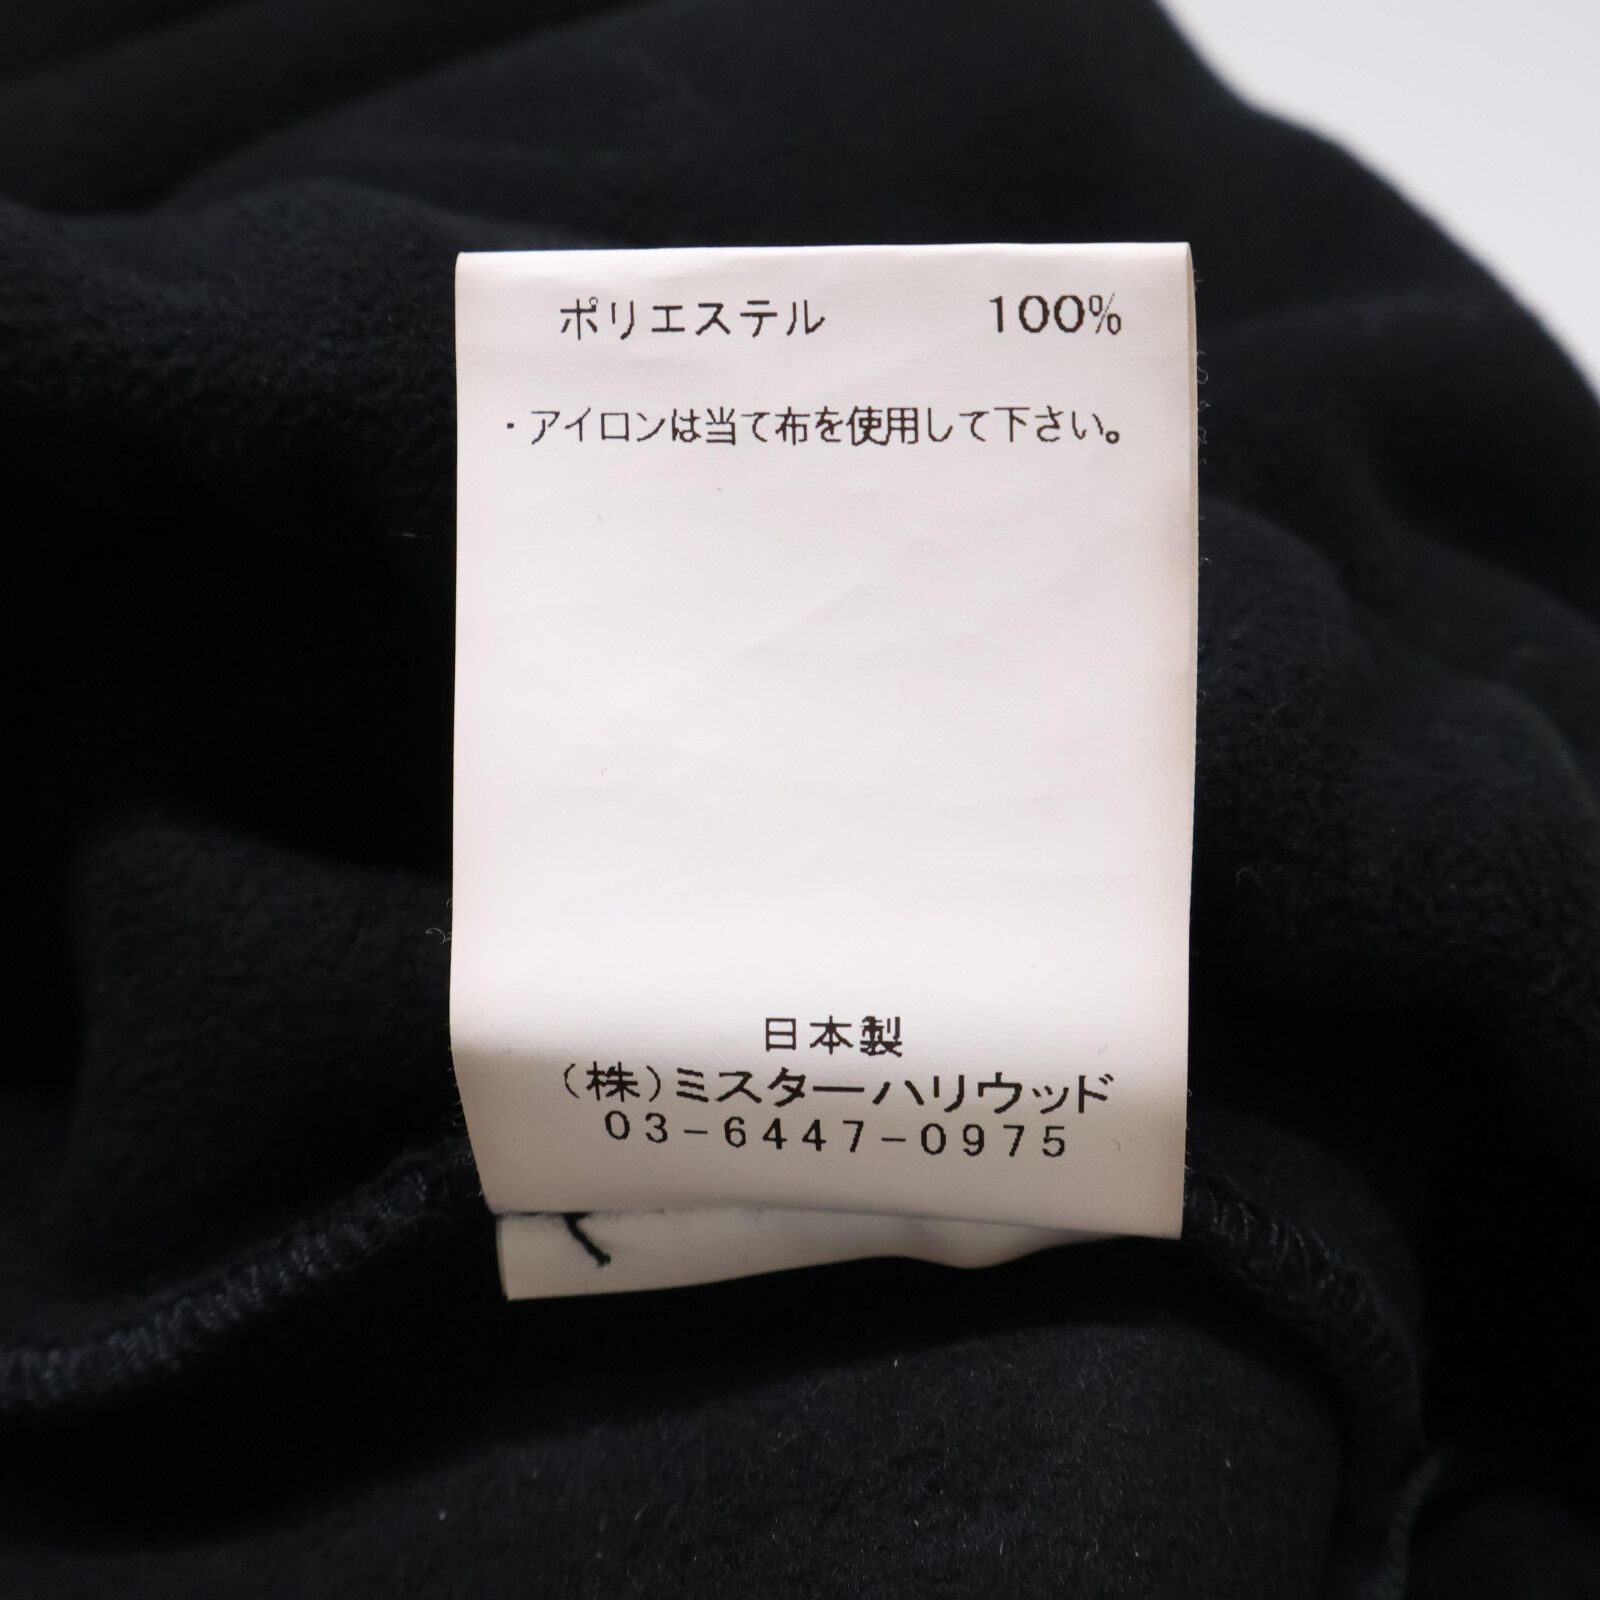 ポリエステル 100%
・アイロンは当て布を使用して下さい。
日本製
(株)ミスターハリウッド
03-6447-0975